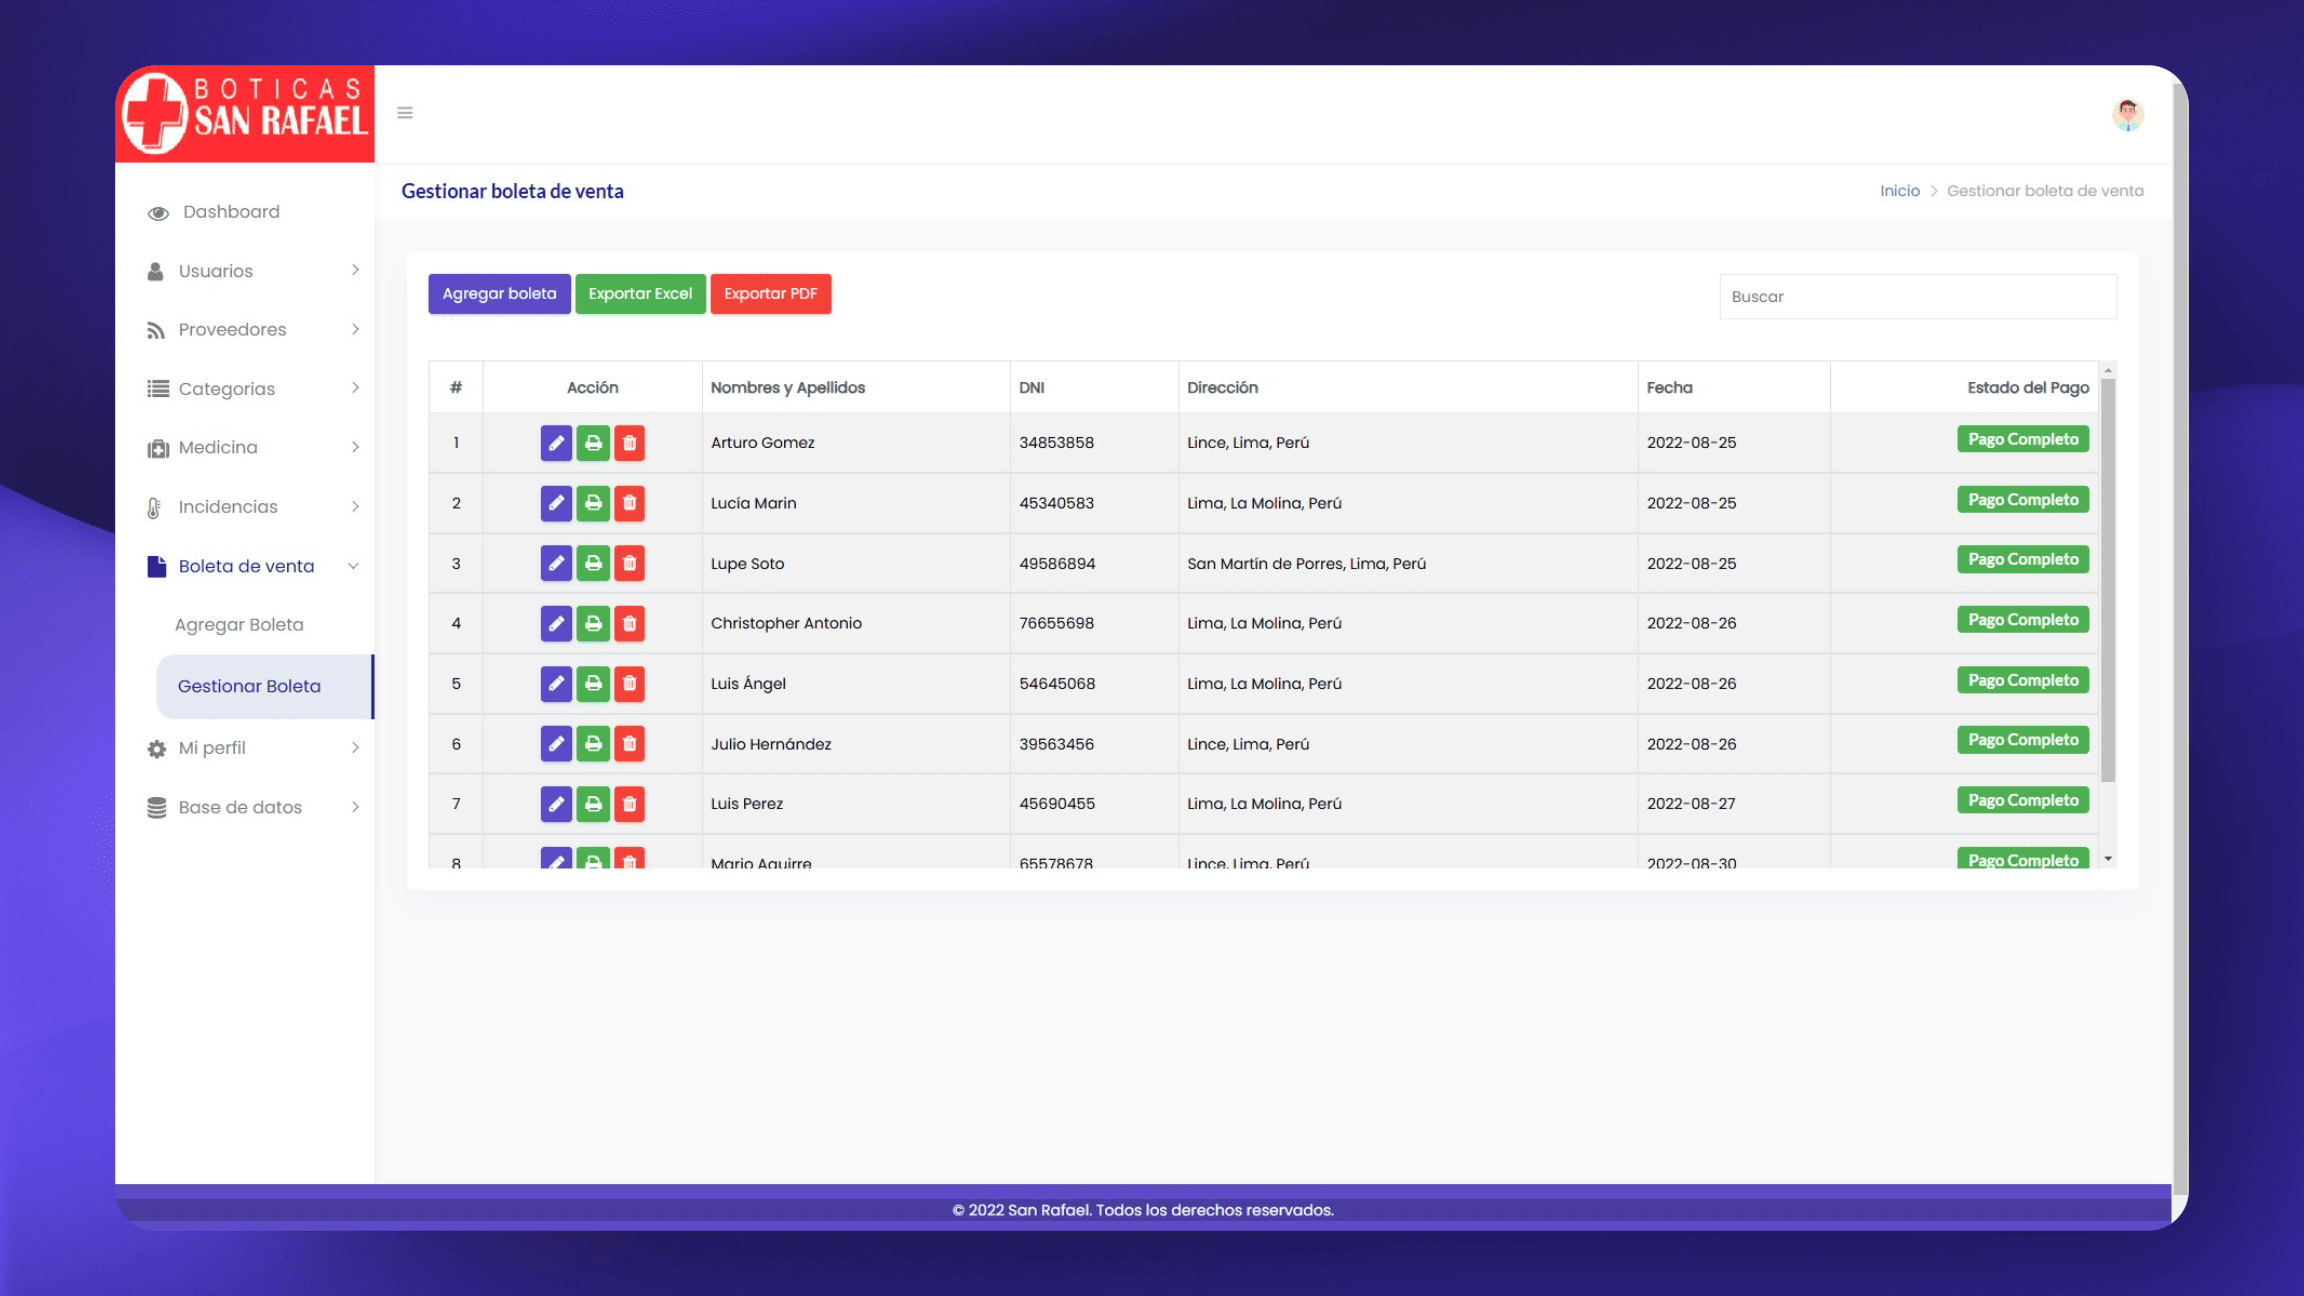 BOTICAS
SAN RAFAEL
Gestionar boleta de venta
Inicio > Gestionar boleta de venta
Dashboard
Usuarios
Proveedores
Categorias
Medicina
Incidencias
Boleta de venta
Agregar Boleta
Gestionar Boleta
Mi perfil
Base de datos
Agregar boleta Exportar Excel Exportar PDF Buscar
# Acción Nombres y Apellidos DNI Dirección Fecha Estado del Pago
1 Arturo Gomez 34853858 Lince, Lima, Perú 2022-08-25 Pago Completo
2 Lucía Marin 45340583 Lima, La Molina, Perú 2022-08-25 Pago Completo
3 Lupe Soto 49586894 San Martín de Porres, Lima, Perú 2022-08-25 Pago Completo
4 Christopher Antonio 76655698 Lima, La Molina, Perú 2022-08-26 Pago Completo
5 Luis Ángel 54645068 Lima, La Molina, Perú 2022-08-26 Pago Completo
6 Julio Hernández 39563456 Lince, Lima, Perú 2022-08-26 Pago Completo
7 Luis Perez 45690455 Lima, La Molina, Perú 2022-08-27 Pago Completo
8 Mario Aguirre 65578678 Lince, Lima, Perú 2022-08-30 Pago Completo
© 2022 San Rafael. Todos los derechos reservados.